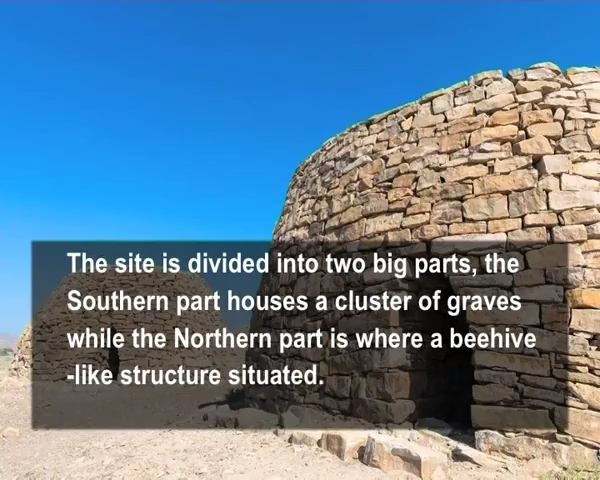 The site is divided into two big parts, the
Southern part houses a cluster of graves
while the Northern part is where a beehive
-like structure situated.